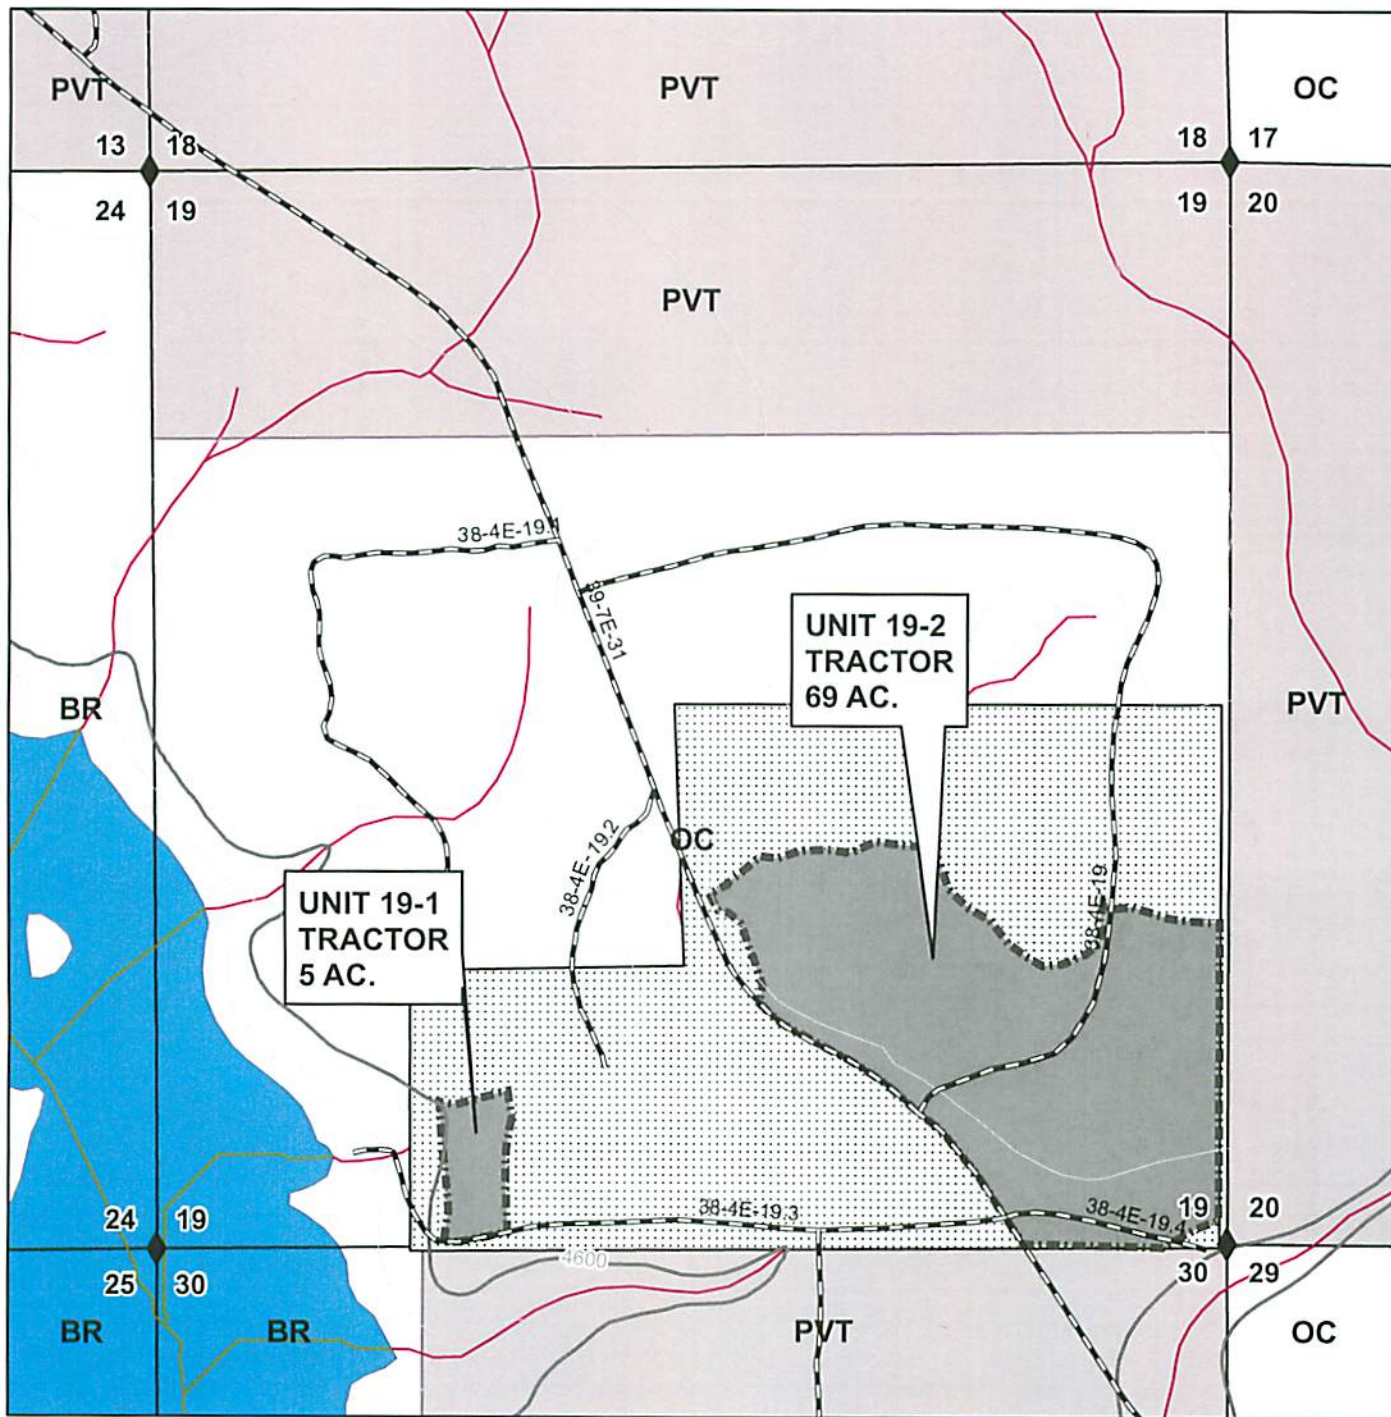 PVT
PVT
OC
13
18
18
17
24
19
19
20
PVT
38-4E-19.1
39-7E-31
UNIT 19-2
TRACTOR
69 AC.
BR
PVT
OC
38-4E-19.2
UNIT 19-1
TRACTOR
5 AC.
38-4E-19
24
19
38-4E-19.3
38-4E-19.4
19
20
4600
25
30
30
29
BR
BR
PVT
OC